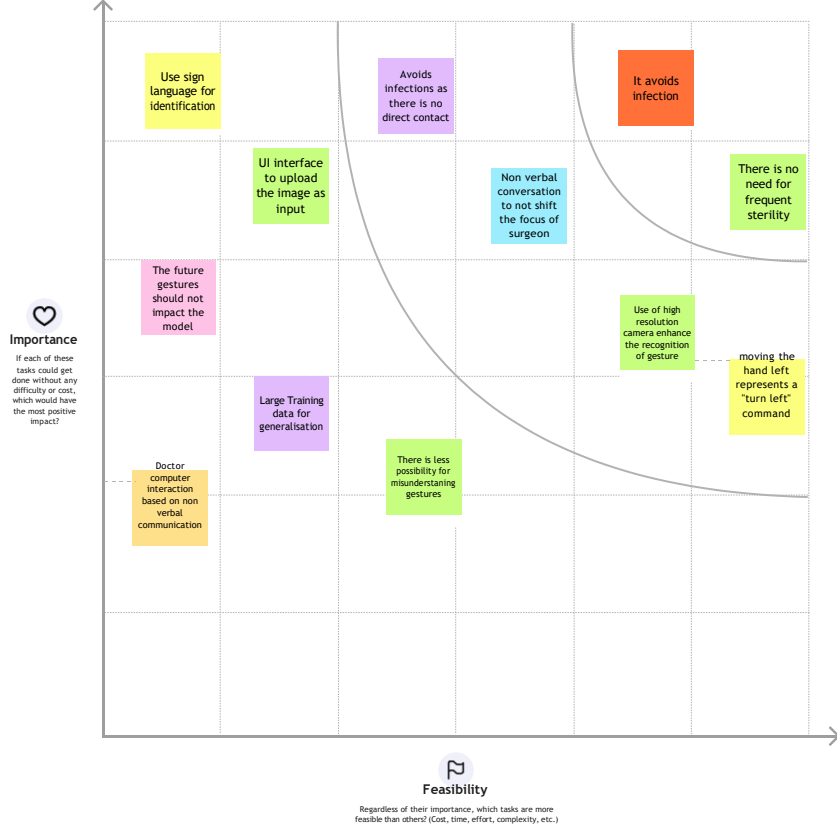 Use sign
language for
identification
Avoids
infections as
there is no
direct contact
It avoids
infection
UI interface
to upload
the image as
input
Non verbal
conversation
to not shift
the focus of
surgeon
There is no
need for
frequent
sterility
The future
gestures
should not
impact the
model
Use of high
resolution
camera enhance
the recognition
of gesture
moving the
hand left
represents a
"turn left"
command
Importance
If each of these
tasks could get
done without any
difficulty or cost,
which would have
the most positive
impact?
Large Training
data for
generalisation
There is less
possibility for
misunderstaning
gestures
Doctor
computer
interaction
based on non
verbal
communication
Feasibility
Regardless of their importance, which tasks are more
feasible than others? (Cost, time, effort, complexity, etc.)